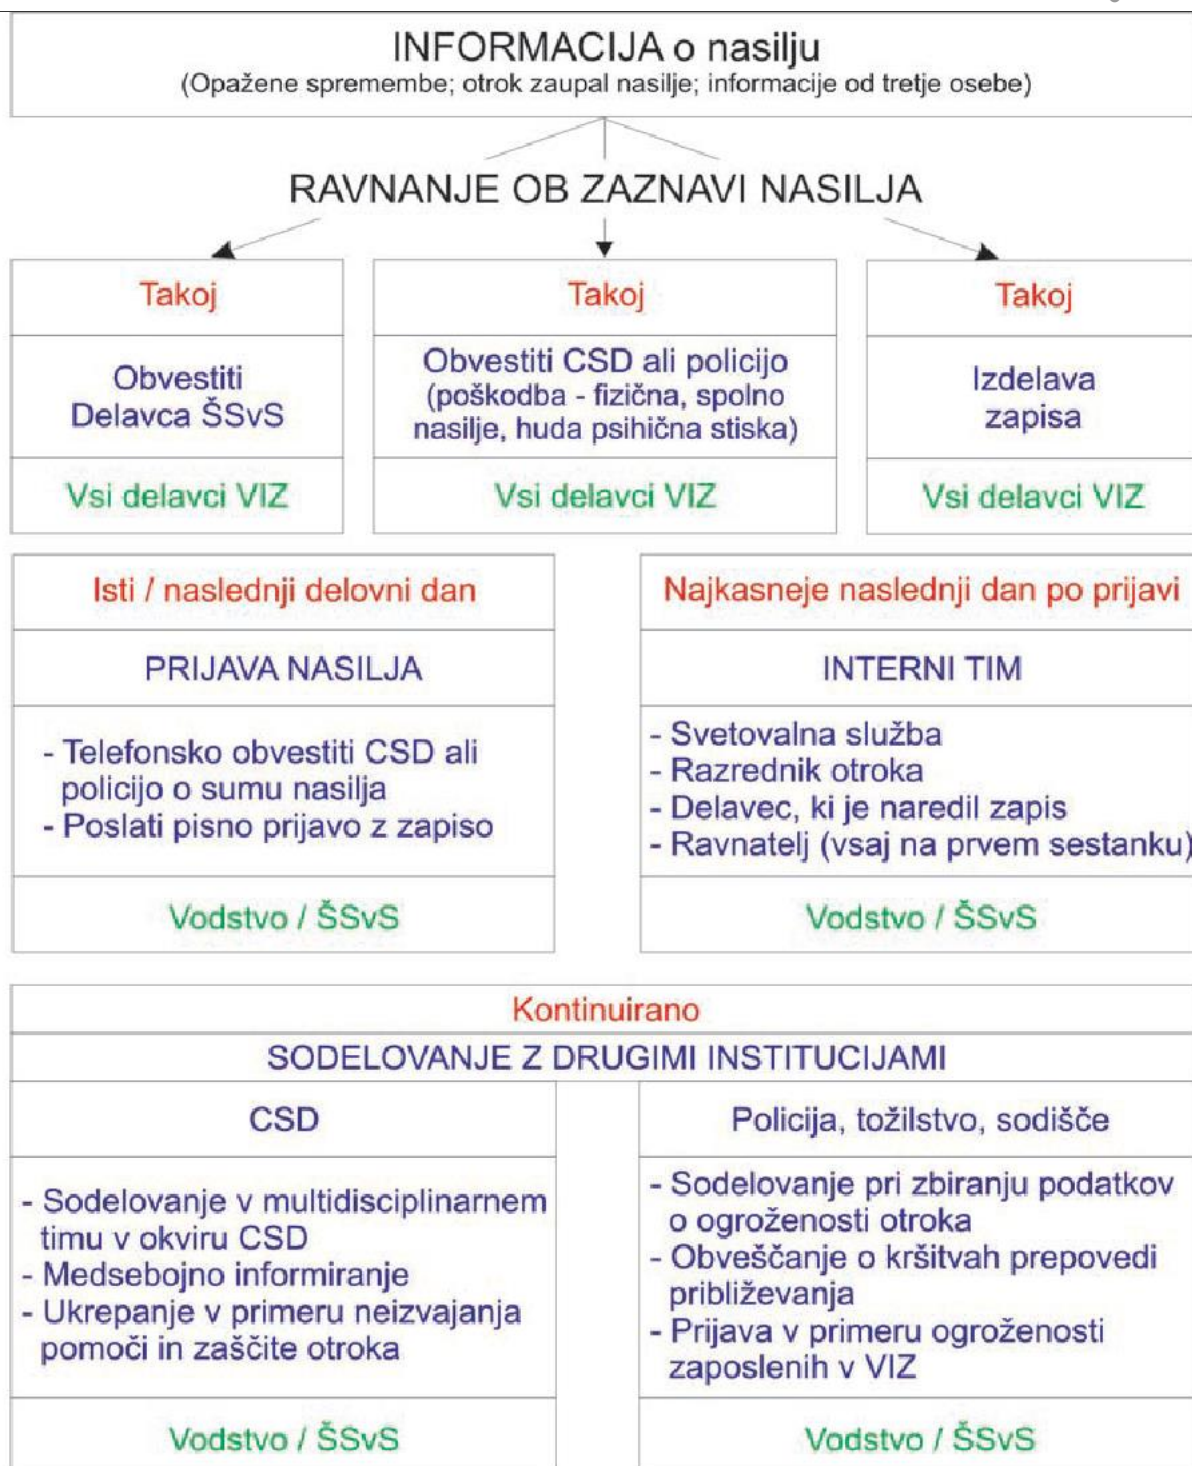 INFORMACIJA o nasilju
(Opažene spremembe; otrok zaupal nasilje; informacije od tretje osebe)
RAVNANJE OB ZAZNAVI NASILJA
Takoj
Obvestiti
Delavca ŠSvS
Vsi delavci VIZ
Takoj
Obvestiti CSD ali policijo
(poškodba - fizična, spolno
nasilje, huda psihična stiska)
Vsi delavci VIZ
Takoj
Izdelava
zapisa
Vsi delavci VIZ
Isti / naslednji delovni dan
PRIJAVA NASILJA
- Telefonsko obvestiti CSD ali
policijo o sumu nasilja
- Poslati pisno prijavo z zapiso
Vodstvo / ŠSvS
Najkasneje naslednji dan po prijavi
INTERNI TIM
- Svetovalna služba
- Razrednik otroka
- Delavec, ki je naredil zapis
- Ravnatelj (vsaj na prvem sestanku)
Vodstvo / ŠSvS
Kontinuirano
SODELOVANJE Z DRUGIMI INSTITUCIJAMI
CSD
- Sodelovanje v multidisciplinarnem
timu v okviru CSD
- Medsebojno informiranje
- Ukrepanje v primeru neizvajanja
pomoči in zaščite otroka
Vodstvo / ŠSvS
Policija, tožilstvo, sodišče
- Sodelovanje pri zbiranju podatkov
o ogroženosti otroka
- Obveščanje o kršitvah prepovedi
približevanja
- Prijava v primeru ogroženosti
zaposlenih v VIZ
Vodstvo / ŠSvS